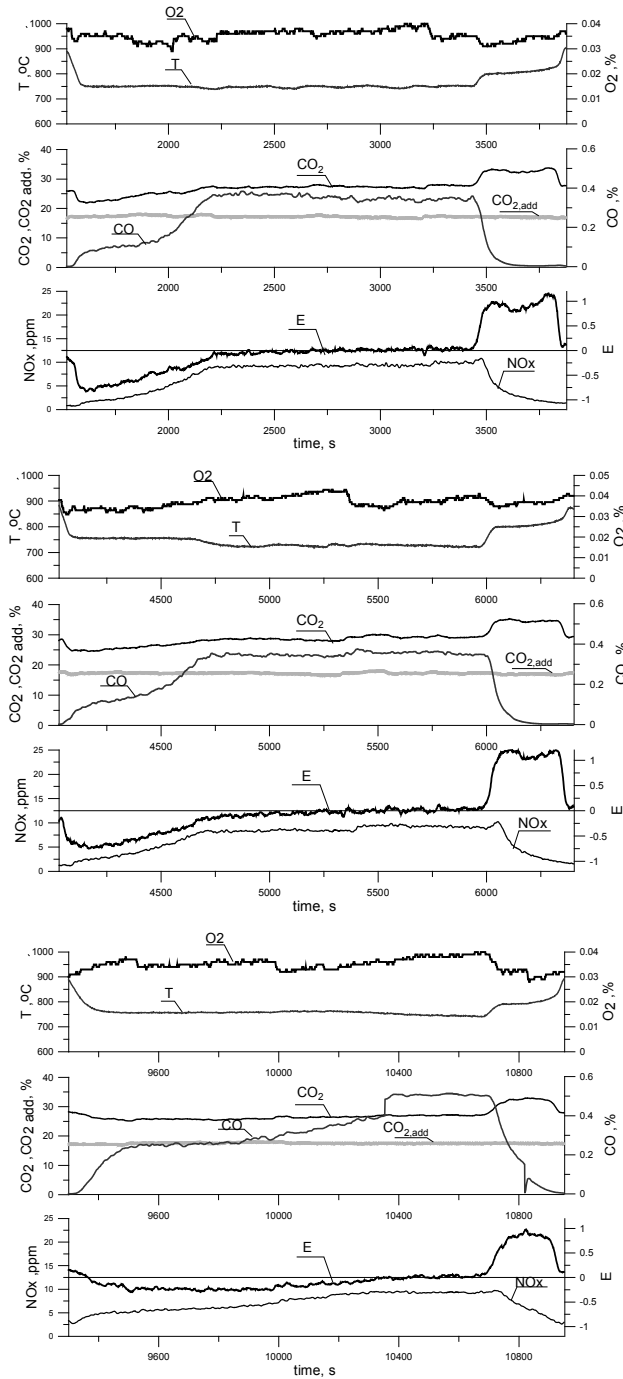 O2
1000
900
800
700
600
T ,oC
T
0.04
0.03
0.02
0.01
0
O2 ,%
2000 2500 3000 3500
40
30
20
10
0
CO2 ,CO2 add, %
CO2
CO
CO2,add
0.6
0.4
0.2
0
CO ,%
2000 2500 3000 3500
25
20
15
10
5
0
NOx ,ppm
E
NOx
1
0.5
0
-0.5
-1
E
2000 2500 3000 3500
time, s
O2
1000
900
800
700
600
T ,oC
T
0.05
0.04
0.03
0.02
0.01
0
O2 ,%
4500 5000 5500 6000
40
30
20
10
0
CO2 ,CO2 add, %
CO2
CO
CO2,add
0.6
0.4
0.2
0
CO ,%
4500 5000 5500 6000
25
20
15
10
5
0
NOx ,ppm
E
NOx
1
0.5
0
-0.5
-1
E
4500 5000 5500 6000
time, s
O2
1000
900
800
700
600
T ,oC
T
0.04
0.03
0.02
0.01
0
O2 ,%
9600 10000 10400 10800
40
30
20
10
0
CO2 ,CO2 add, %
CO2
CO
CO2,add
0.6
0.4
0.2
0
CO ,%
9600 10000 10400 10800
25
20
15
10
5
0
NOx ,ppm
E
NOx
1
0.5
0
-0.5
-1
E
9600 10000 10400 10800
time, s